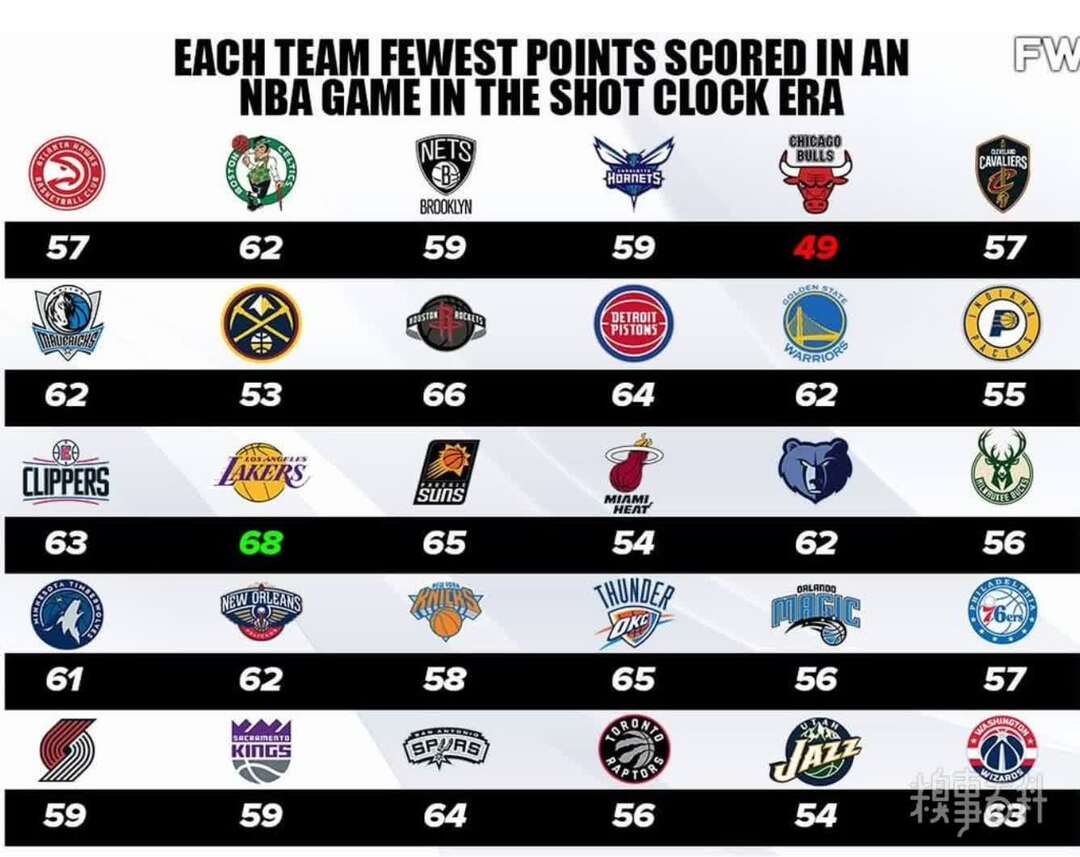 EACH TEAM FEWEST POINTS SCORED IN AN
NBA GAME IN THE SHOT CLOCK ERA
FW
ATLANTA HAWKS
BASKETBALL CLUB
BOSTON CELTICS
NETS
B
BROOKLYN
CHARLOTTE
HORNETS
CHICAGO
BULLS
CLEVELAND
CAVALIERS
C
57 62 59 59 49 57
DALLAS
MAVERICKS
HOUSTON ROCKETS
R
DETROIT
PISTONS
GOLDEN STATE
WARRIORS
INDIANA
P
PACERS
62 53 66 64 62 55
CLIPPERS
LOS ANGELES
LAKERS
PHOENIX
SUNS
MIAMI
HEAT
MILWAUKEE BUCKS
63 68 65 54 62 56
MINNESOTA TIMBERWOLVES
NEW ORLEANS
PELICANS
NEW YORK
KNICKS
THUNDER
OKC
ORLANDO
MAGIC
PHILADELPHIA
76ers
61 62 58 65 56 57
SACRAMENTO
KINGS
SAN ANTONIO
SPURS
TORONTO
RAPTORS
UTAH
JAZZ
WASHINGTON
WIZARDS
59 59 64 56 54 63
糗事百科